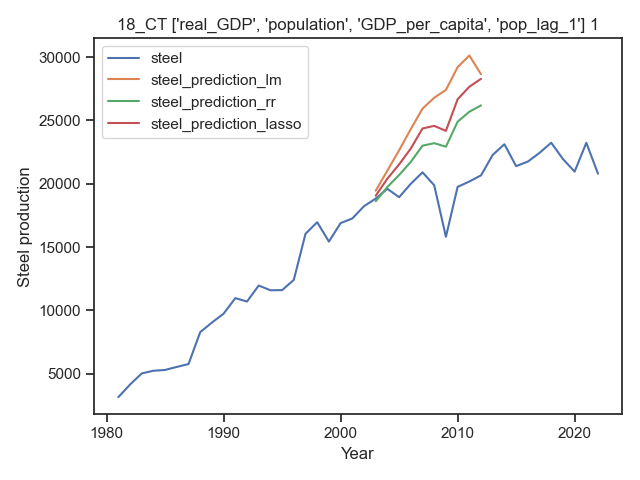 18_CT ['real_GDP', 'population', 'GDP_per_capita', 'pop_lag_1'] 1
steel
steel_prediction_lm
steel_prediction_rr
steel_prediction_lasso
Steel production
30000
25000
20000
15000
10000
5000
1980
1990
2000
2010
2020
Year